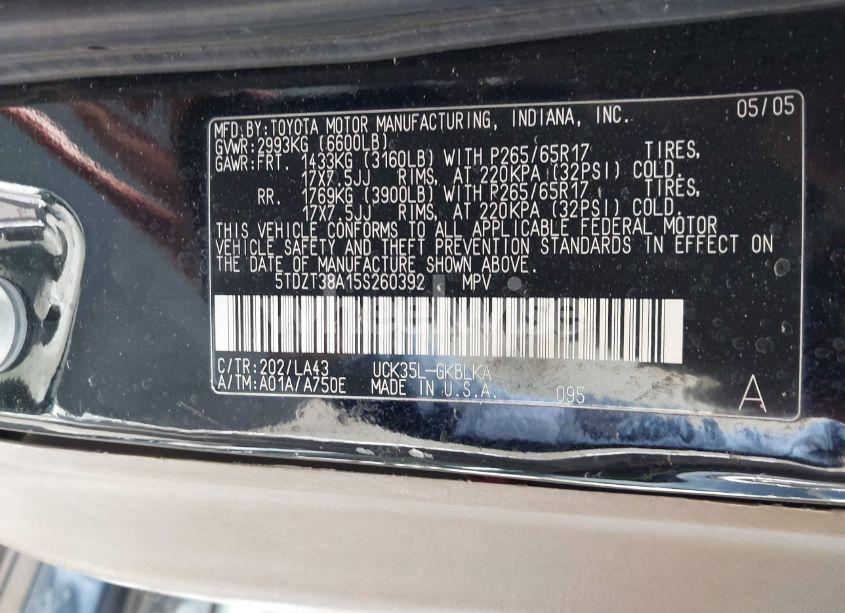 05/05
MFD.BY:TOYOTA MOTOR MANUFACTURING, INDIANA, INC.
GVWR:2993KG (6600LB)
GAWR:FRT. 1433KG (3160LB) WITH P265/65R17 TIRES,
17X7.5JJ RIMS, AT 220KPA (32PSI) COLD.
RR. 1769KG (3900LB) WITH P265/65R17 TIRES,
17X7.5JJ RIMS, AT 220KPA (32PSI) COLD.
THIS VEHICLE CONFORMS TO ALL APPLICABLE FEDERAL MOTOR
VEHICLE SAFETY AND THEFT PREVENTION STANDARDS IN EFFECT ON
THE DATE OF MANUFACTURE SHOWN ABOVE.
5TDZT38A15S260392 MPV
C/TR:202/LA43 UCK35L-GKBLKA
A/TM:A01A/A750E MADE IN U.S.A. 095 A